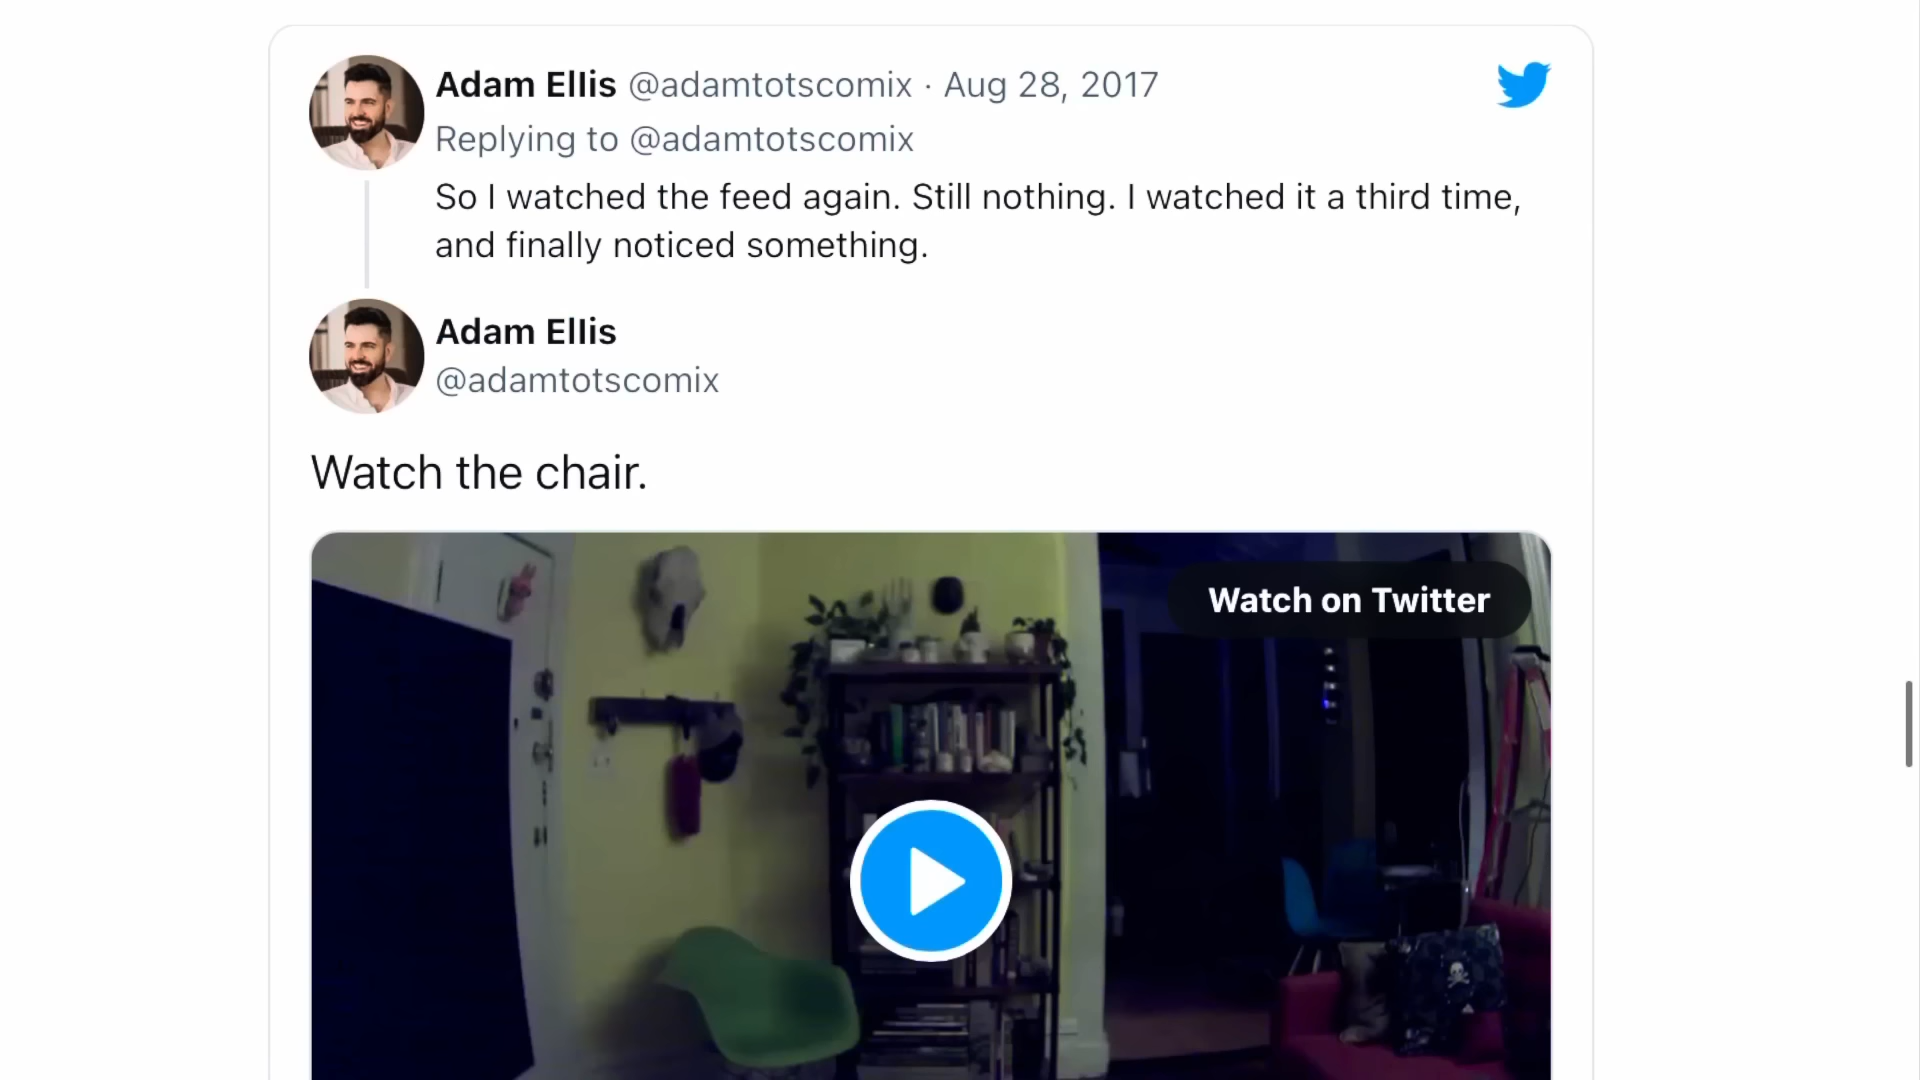 Adam Ellis @adamtotscomix · Aug 28, 2017
Replying to @adamtotscomix
So I watched the feed again. Still nothing. I watched it a third time,
and finally noticed something.
Adam Ellis
@adamtotscomix
Watch the chair.
Watch on Twitter